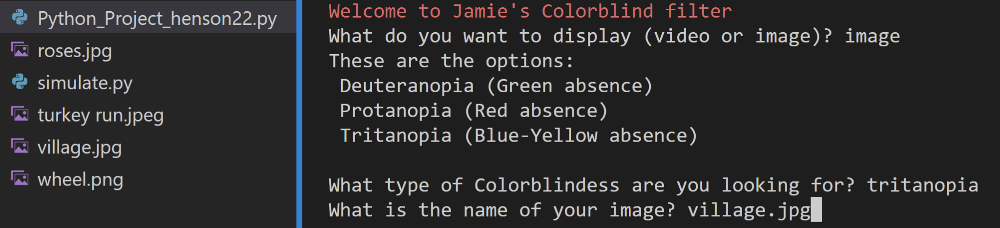 Python_Project_henson22.py
roses.jpg
simulate.py
turkey run.jpeg
village.jpg
wheel.png
Welcome to Jamie's Colorblind filter
What do you want to display (video or image)? image
These are the options:
Deuteranopia (Green absence)
Protanopia (Red absence)
Tritanopia (Blue-Yellow absence)
What type of Colorblindess are you looking for? tritanopia
What is the name of your image? village.jpg